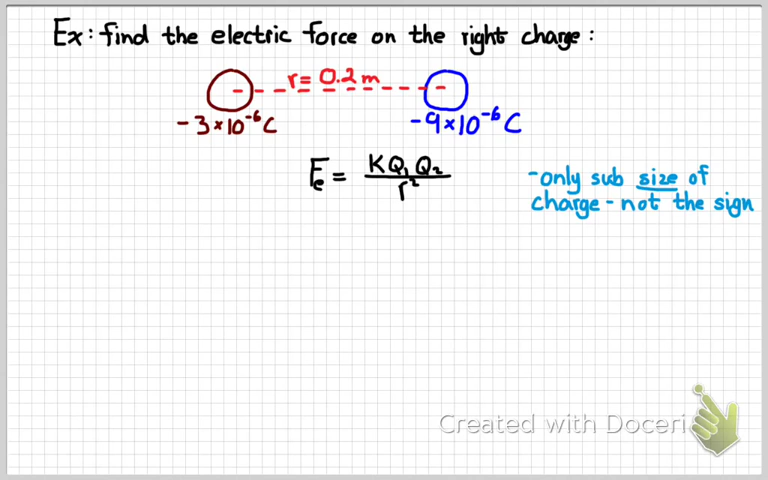 Ex: find the electric force on the right charge:
r= 0.2m
-3×10⁻⁶C
-9×10⁻⁶C
Fe = KQ₁Q₂/r²
-only sub size of
charge - not the sign
Created with Doceri